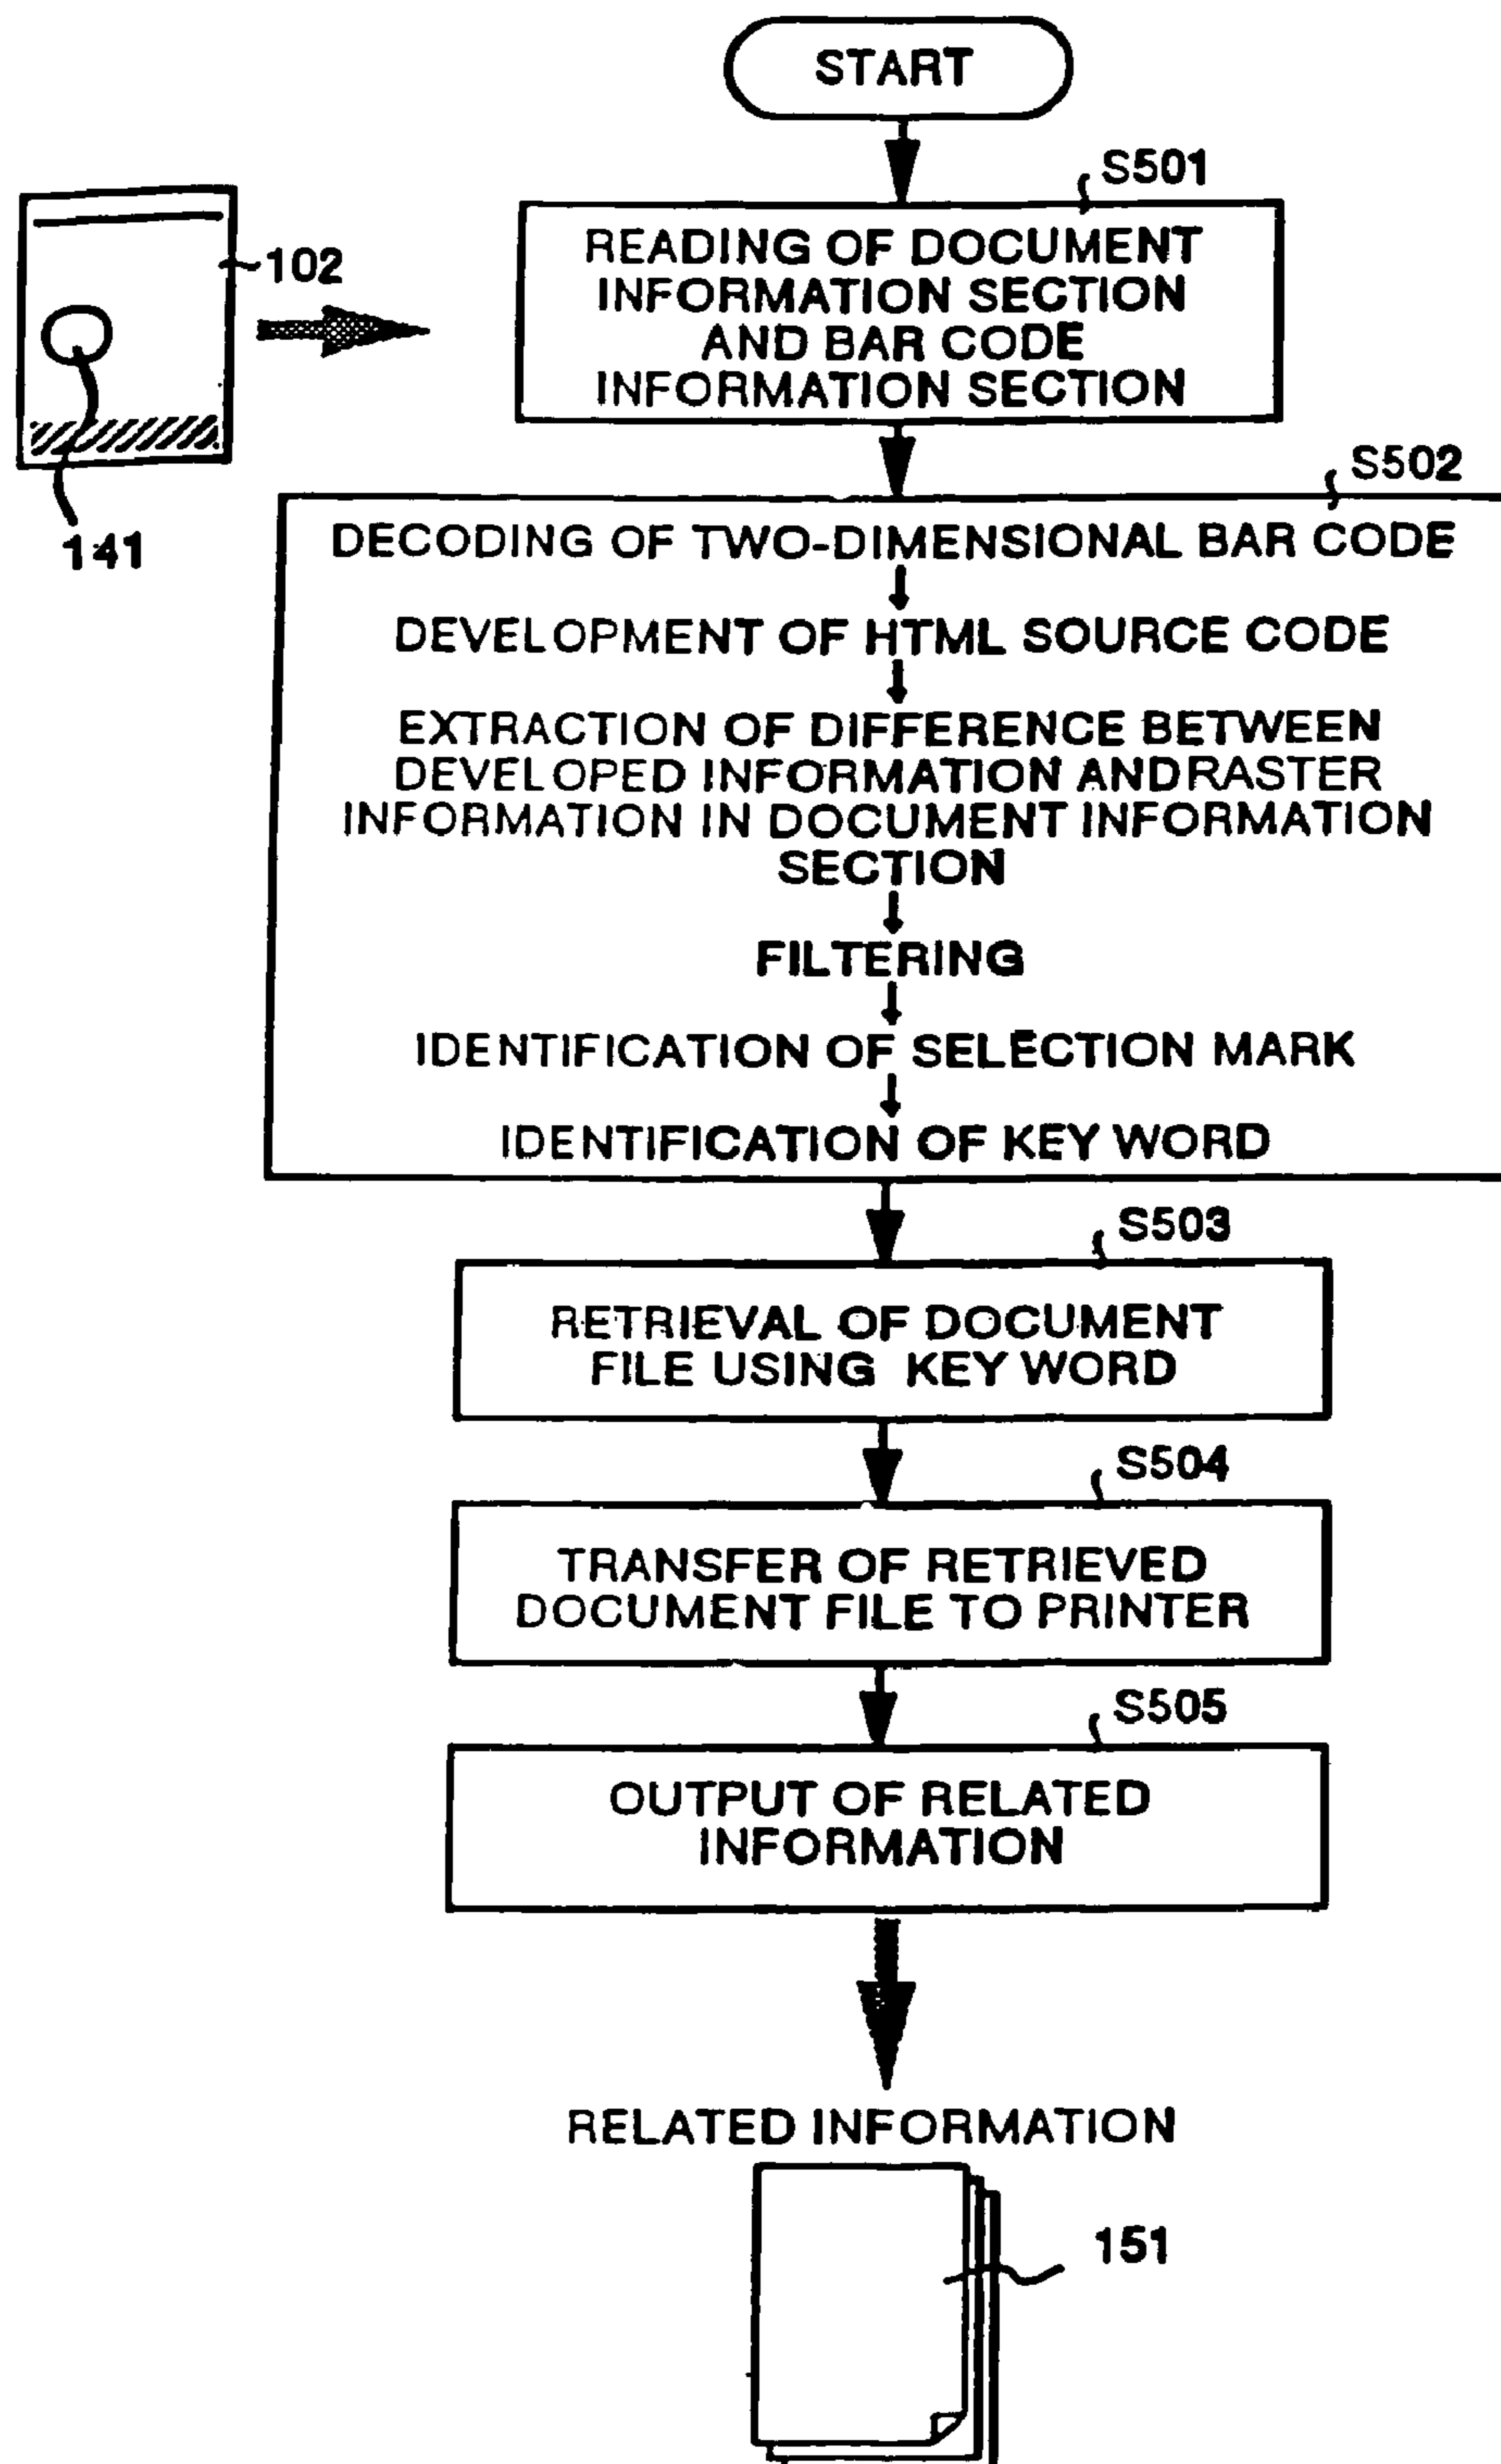 START
S501
READING OF DOCUMENT
INFORMATION SECTION
AND BAR CODE
INFORMATION SECTION
102
141
S502
DECODING OF TWO-DIMENSIONAL BAR CODE
DEVELOPMENT OF HTML SOURCE CODE
EXTRACTION OF DIFFERENCE BETWEEN
DEVELOPED INFORMATION ANDRASTER
INFORMATION IN DOCUMENT INFORMATION
SECTION
FILTERING
IDENTIFICATION OF SELECTION MARK
IDENTIFICATION OF KEY WORD
S503
RETRIEVAL OF DOCUMENT
FILE USING KEY WORD
S504
TRANSFER OF RETRIEVED
DOCUMENT FILE TO PRINTER
S505
OUTPUT OF RELATED
INFORMATION
RELATED INFORMATION
151